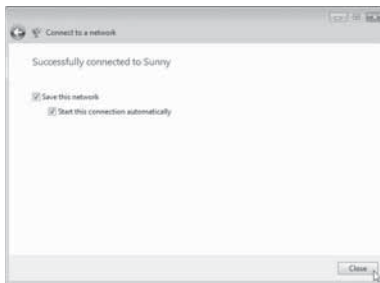 Connect to a network
Successfully connected to Sunny
Save this network
Start this connection automatically
Close